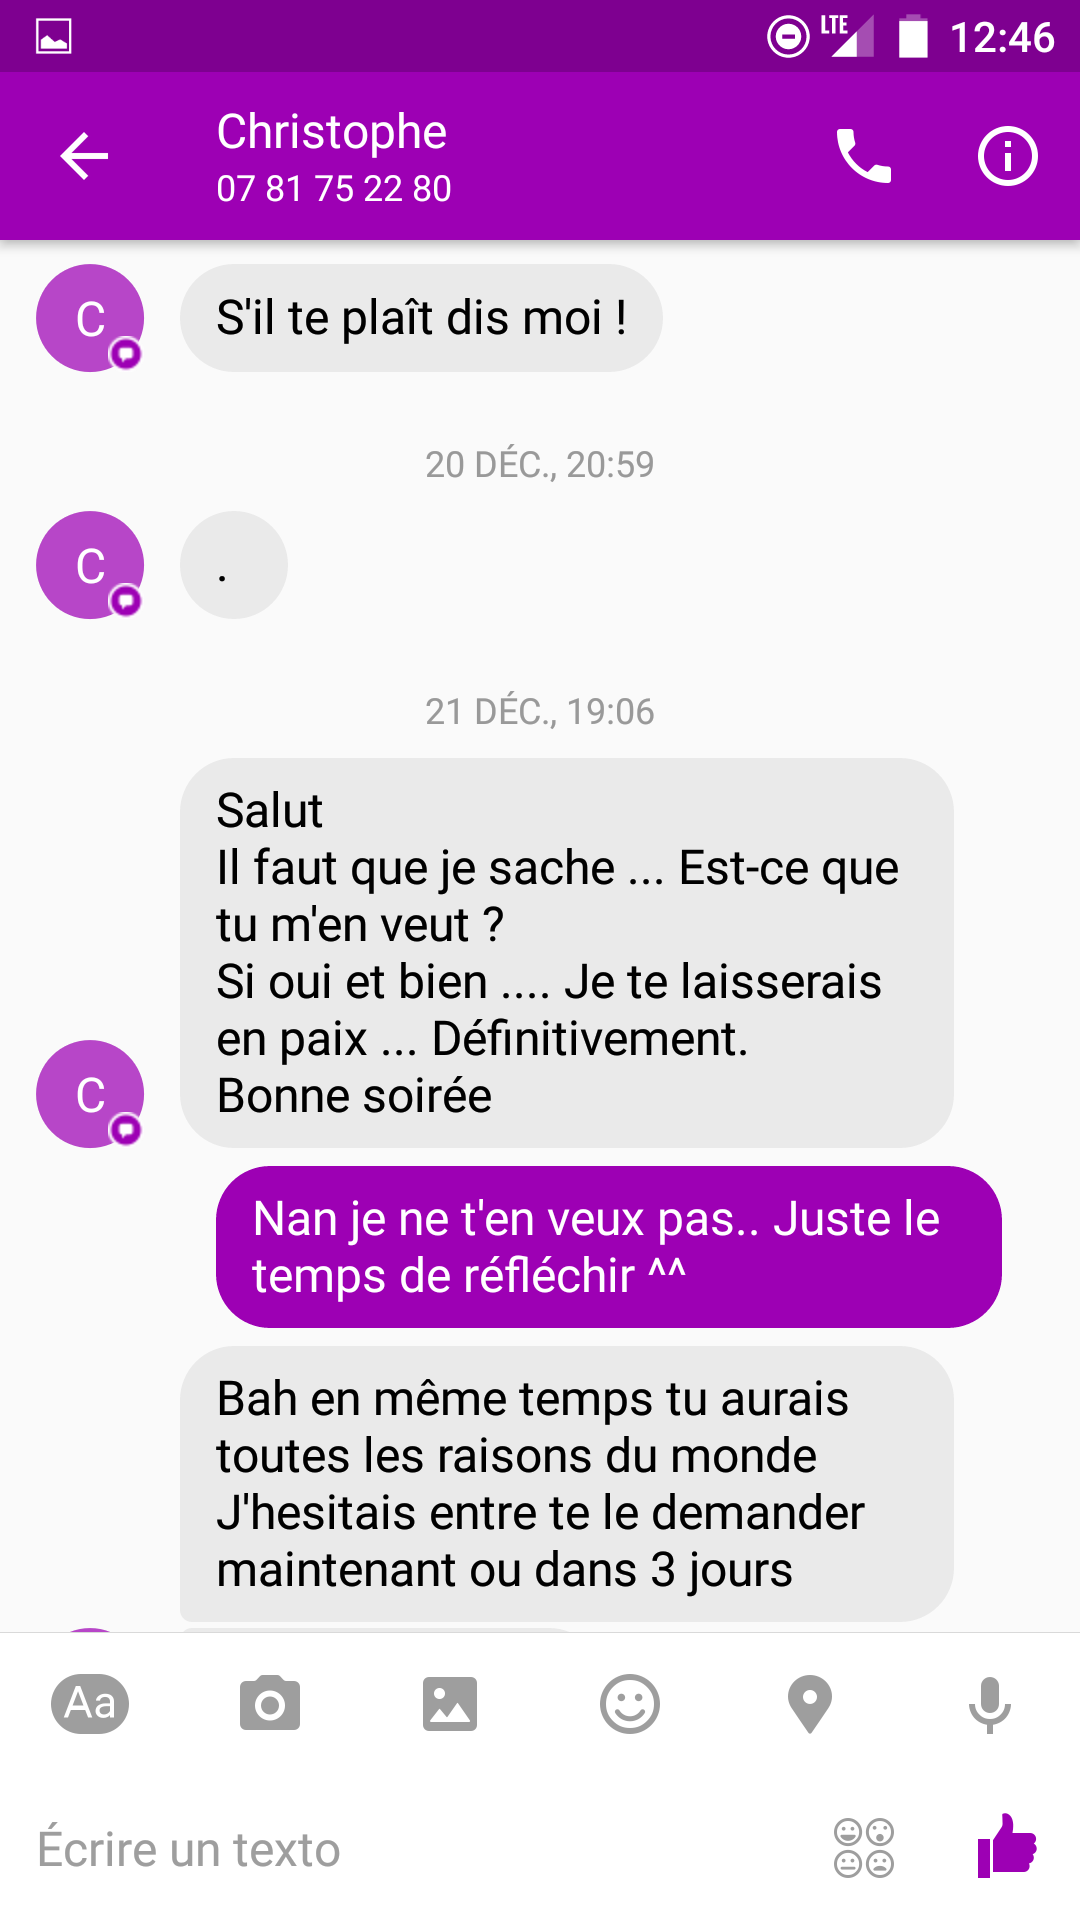 LTE 12:46
Christophe
07 81 75 22 80
C
S'il te plaît dis moi !
20 DÉC., 20:59
C
.
21 DÉC., 19:06
Salut
Il faut que je sache ... Est-ce que
tu m'en veut ?
Si oui et bien .... Je te laisserais
en paix ... Définitivement.
Bonne soirée
C
Nan je ne t'en veux pas.. Juste le
temps de réfléchir ^^
Bah en même temps tu aurais
toutes les raisons du monde
J'hesitais entre te le demander
maintenant ou dans 3 jours
Aa
Écrire un texto